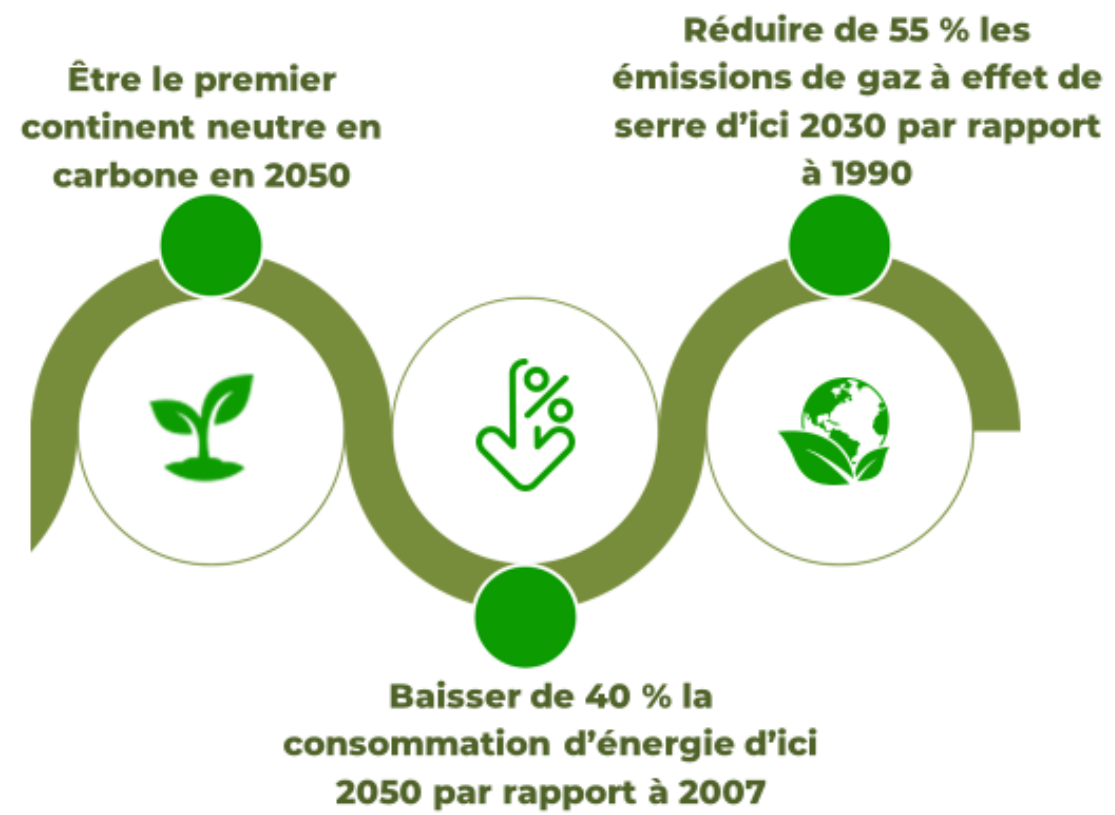 Être le premier
continent neutre en
carbone en 2050
Réduire de 55 % les
émissions de gaz à effet de
serre d’ici 2030 par rapport
à 1990
%
Baisser de 40 % la
consommation d’énergie d’ici
2050 par rapport à 2007